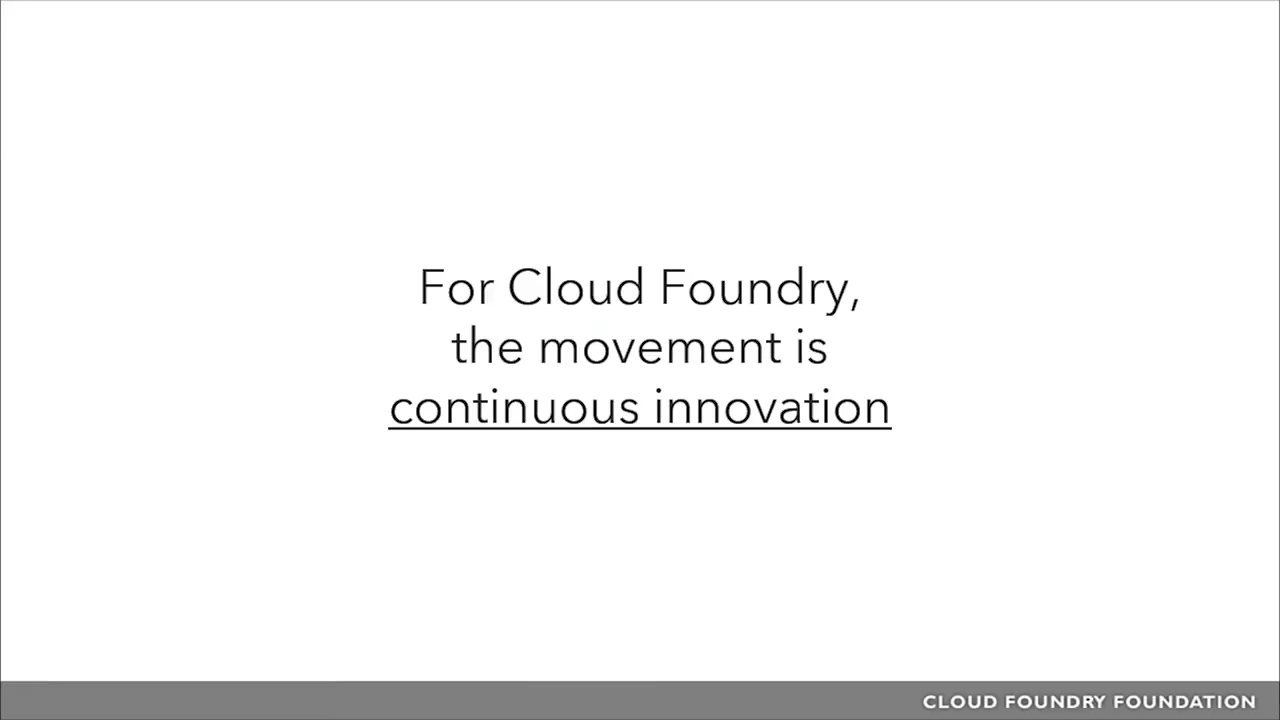 For Cloud Foundry,
the movement is
continuous innovation
CLOUD FOUNDRY FOUNDATION